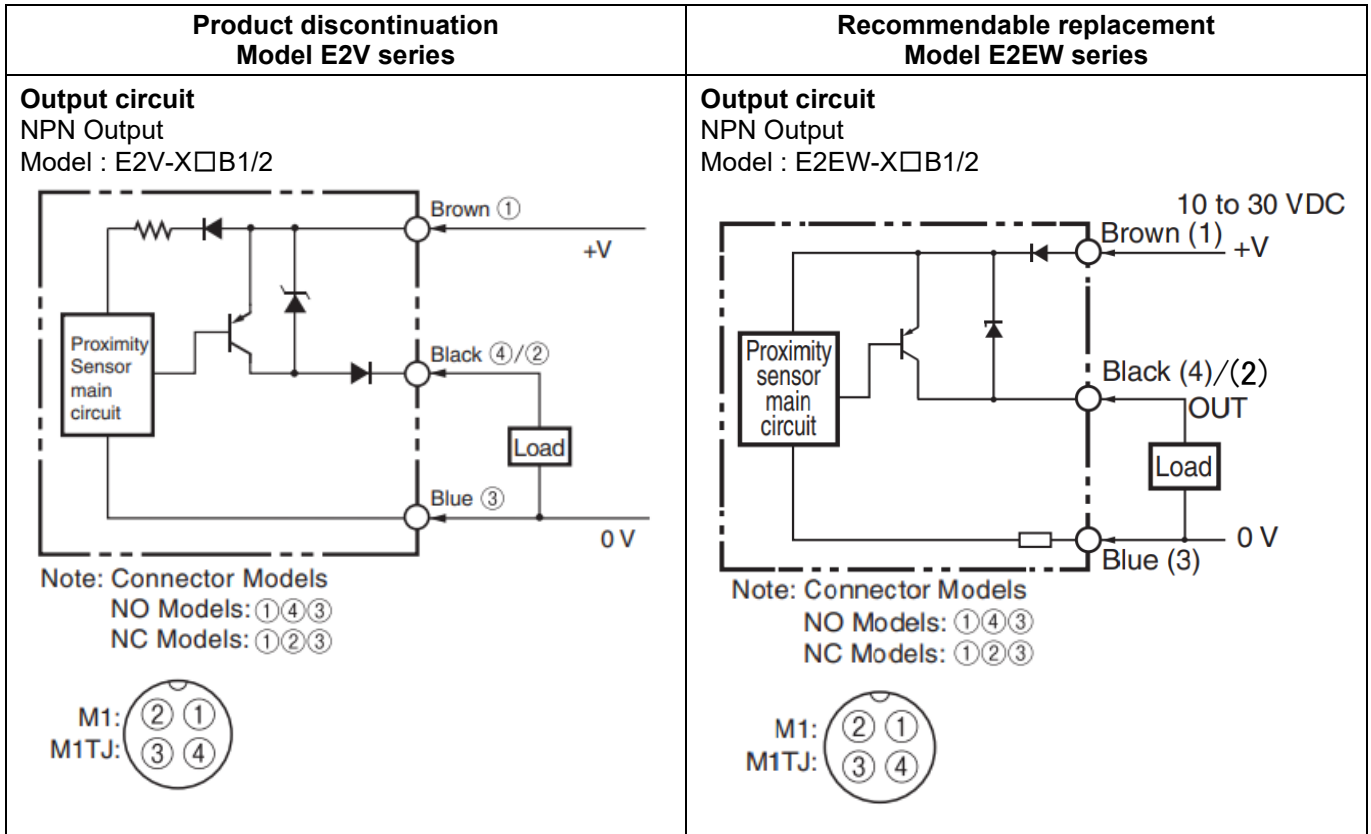 Product discontinuation
Model E2V series
Recommendable replacement
Model E2EW series
Output circuit
NPN Output
Model : E2V-X□B1/2
Brown ①
+V
Proximity
Sensor
main
circuit
Black ④/②
Load
Blue ③
0 V
Note: Connector Models
NO Models: ①④③
NC Models: ①②③
M1:
M1TJ:
② ①
③ ④
Output circuit
NPN Output
Model : E2EW-X□B1/2
10 to 30 VDC
Brown (1)
+V
Proximity
sensor
main
circuit
Black (4)/(2)
OUT
Load
0 V
Blue (3)
Note: Connector Models
NO Models: ①④③
NC Models: ①②③
M1:
M1TJ:
② ①
③ ④